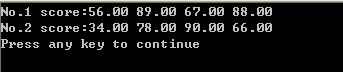 No.1 score:56.00 89.00 67.00 88.00
No.2 score:34.00 78.00 90.00 66.00
Press any key to continue